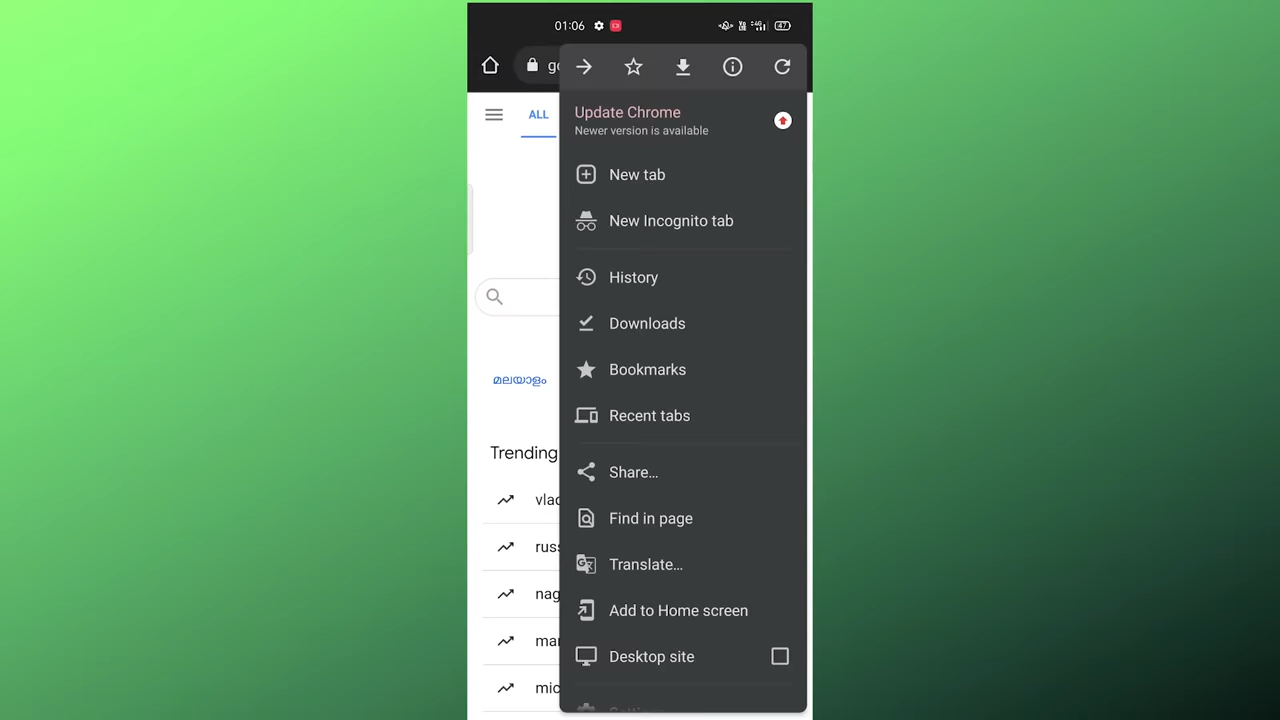 01:06
47
ALL
Update Chrome
Newer version is available
New tab
New Incognito tab
History
Downloads
Bookmarks
മലയാളം
Recent tabs
Trending
Share...
Find in page
Translate...
Add to Home screen
Desktop site